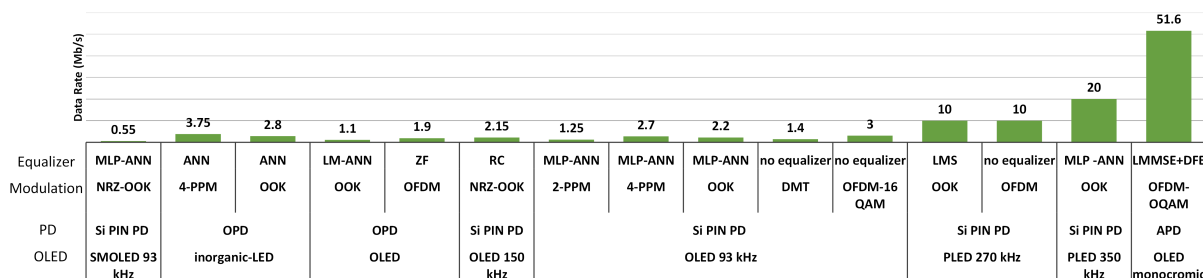 51.6
20
10 10
3.75 2.8 3
0.55 1.1 1.9 2.15 1.25 2.7 2.2 1.4
Data Rate (Mb/s)
Equalizer MLP-ANN ANN ANN LM-ANN ZF RC MLP-ANN MLP-ANN MLP-ANN no equalizer no equalizer LMS no equalizer MLP -ANN LMMSE+DFE
Modulation NRZ-OOK 4-PPM OOK OOK OFDM NRZ-OOK 2-PPM 4-PPM OOK DMT OFDM-16 OOK OFDM OOK OFDM-
QAM OQAM
PD Si PIN PD OPD OPD Si PIN PD Si PIN PD Si PIN PD Si PIN PD APD
OLED SMOLED 93 inorganic-LED OLED OLED 150 OLED 93 kHz PLED 270 kHz PLED 350 OLED
kHz kHz kHz monocromic